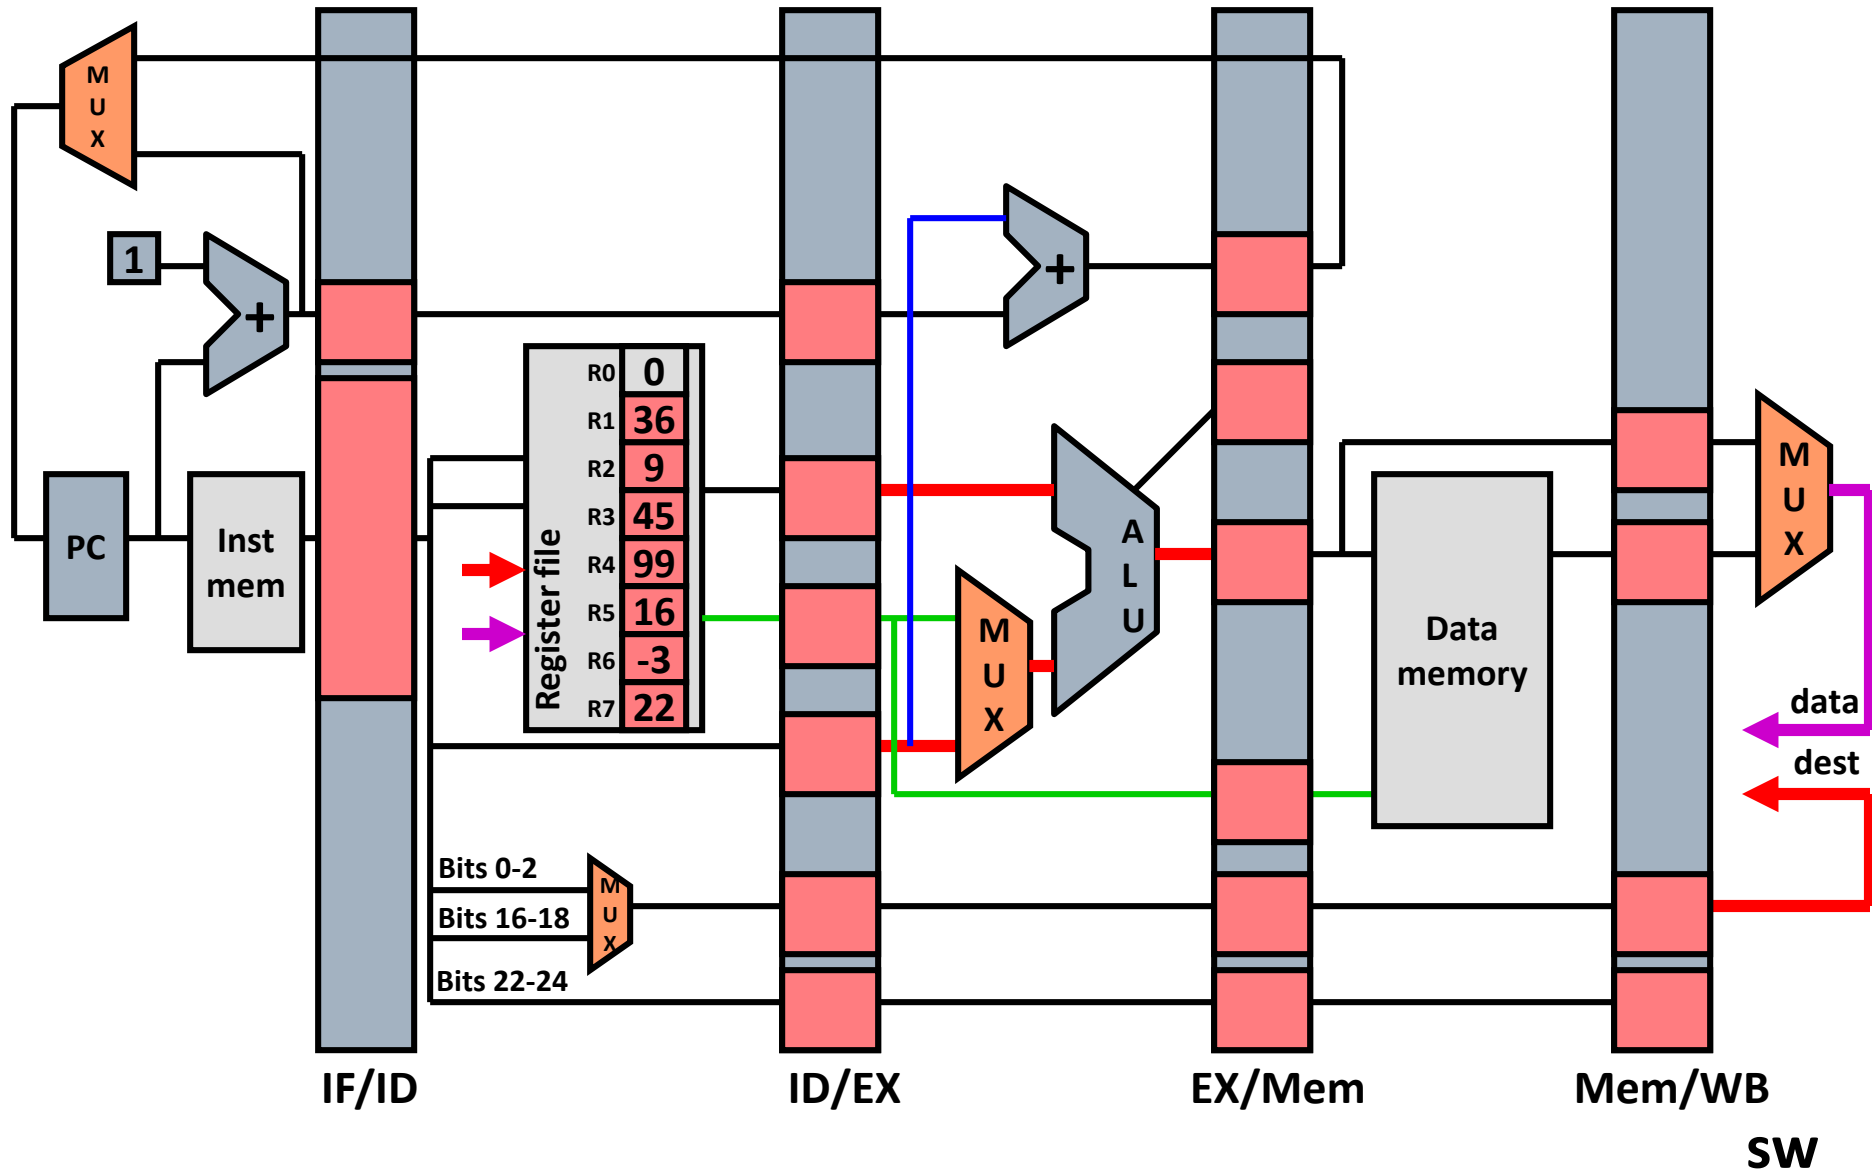 M
U
X
1
+
+
PC
Inst
mem
Register file
R0 0
R1 36
R2 9
R3 45
R4 99
R5 16
R6 -3
R7 22
M
U
X
A
L
U
Data
memory
M
U
X
data
dest
Bits 0-2
Bits 16-18
Bits 22-24
M
U
X
IF/ID
ID/EX
EX/Mem
Mem/WB
sw